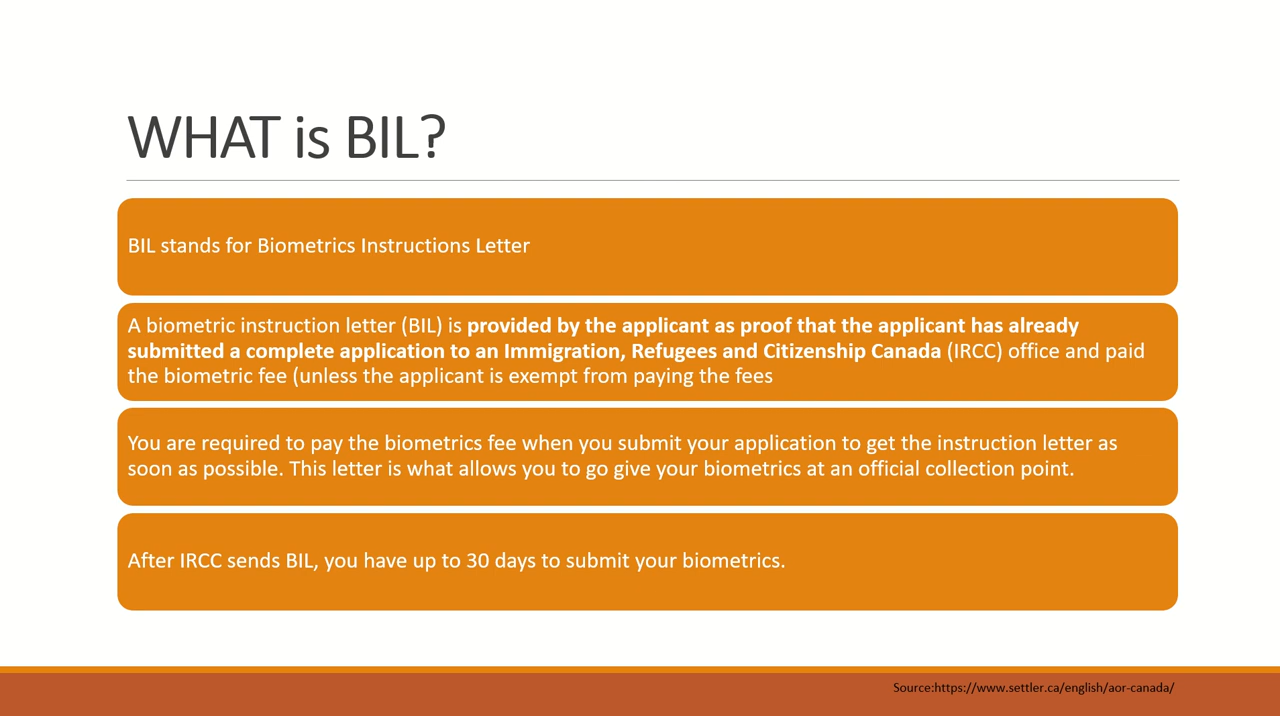 WHAT is BIL?
BIL stands for Biometrics Instructions Letter
A biometric instruction letter (BIL) is provided by the applicant as proof that the applicant has already
submitted a complete application to an Immigration, Refugees and Citizenship Canada (IRCC) office and paid
the biometric fee (unless the applicant is exempt from paying the fees
You are required to pay the biometrics fee when you submit your application to get the instruction letter as
soon as possible. This letter is what allows you to go give your biometrics at an official collection point.
After IRCC sends BIL, you have up to 30 days to submit your biometrics.
Source:https://www.settler.ca/english/aor-canada/